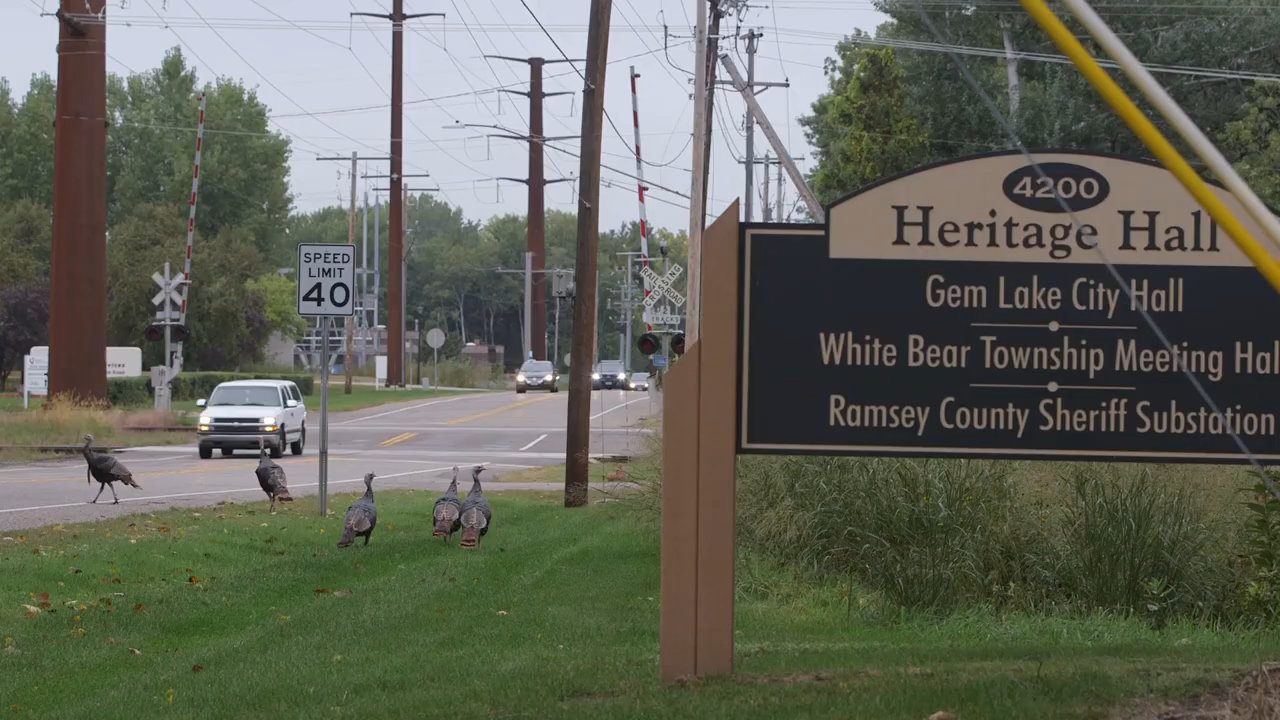 SPEED
LIMIT
40
RAILROAD
CROSSING
TRACKS
4200
Heritage Hall
Gem Lake City Hall
White Bear Township Meeting Hal
Ramsey County Sheriff Substation